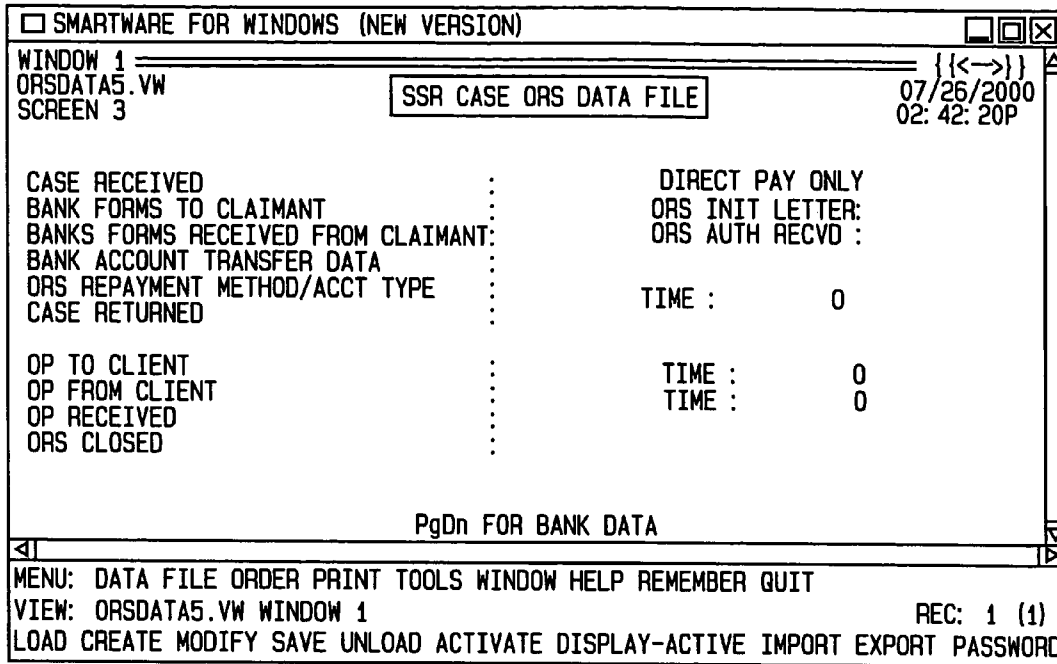 SMARTWARE FOR WINDOWS (NEW VERSION)
WINDOW 1 {{<->}}
ORSDATA5.VW 07/26/2000
SCREEN 3 SSR CASE ORS DATA FILE 02: 42: 20P
CASE RECEIVED : DIRECT PAY ONLY
BANK FORMS TO CLAIMANT : ORS INIT LETTER:
BANKS FORMS RECEIVED FROM CLAIMANT: ORS AUTH RECVD :
BANK ACCOUNT TRANSFER DATA :
ORS REPAYMENT METHOD/ACCT TYPE : TIME : 0
CASE RETURNED :
OP TO CLIENT : TIME : 0
OP FROM CLIENT : TIME : 0
OP RECEIVED :
ORS CLOSED :
PgDn FOR BANK DATA
MENU: DATA FILE ORDER PRINT TOOLS WINDOW HELP REMEMBER QUIT
VIEW: ORSDATA5.VW WINDOW 1 REC: 1 (1)
LOAD CREATE MODIFY SAVE UNLOAD ACTIVATE DISPLAY-ACTIVE IMPORT EXPORT PASSWORD